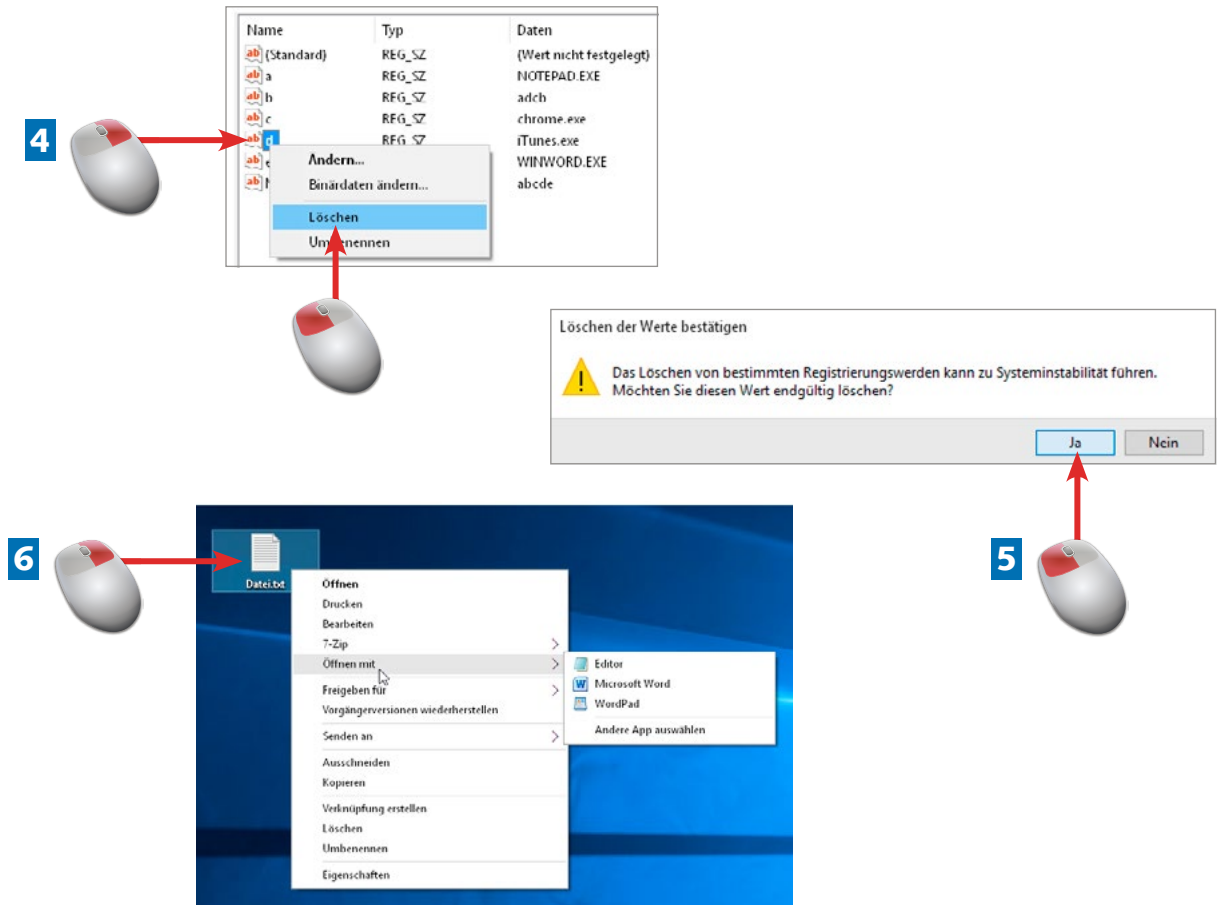 Name Typ Daten
(Standard) REG_SZ (Wert nicht festgelegt)
a REG_SZ NOTEPAD.EXE
b REG_SZ adcb
c REG_SZ chrome.exe
4
d REG_SZ iTunes.exe
e WINWORD.EXE
abcde
Ändern...
Binärdaten ändern...
Löschen
Umbenennen
Löschen der Werte bestätigen
Das Löschen von bestimmten Registrierungswerden kann zu Systeminstabilität führen.
Möchten Sie diesen Wert endgültig löschen?
Ja Nein
5
6
Datei.txt
Öffnen
Drucken
Bearbeiten
7-Zip
Öffnen mit
Freigeben für
Vorgängerversionen wiederherstellen
Senden an
Ausschneiden
Kopieren
Verknüpfung erstellen
Löschen
Umbenennen
Eigenschaften
Editor
Microsoft Word
WordPad
Andere App auswählen